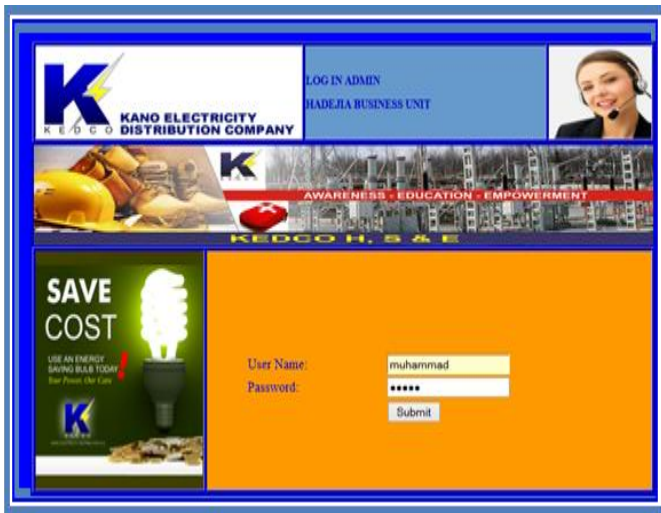 LOG IN ADMIN
HADEJIA BUSINESS UNIT
KANO ELECTRICITY
KEDCO DISTRIBUTION COMPANY
K
AWARENESS - EDUCATION - EMPOWERMENT
KEDCO H, S & E
SAVE
COST
USE AN ENERGY
SAVING BULB TODAY!
Your Power, Our Care
K
User Name:
muhammad
Password:
•••••
Submit